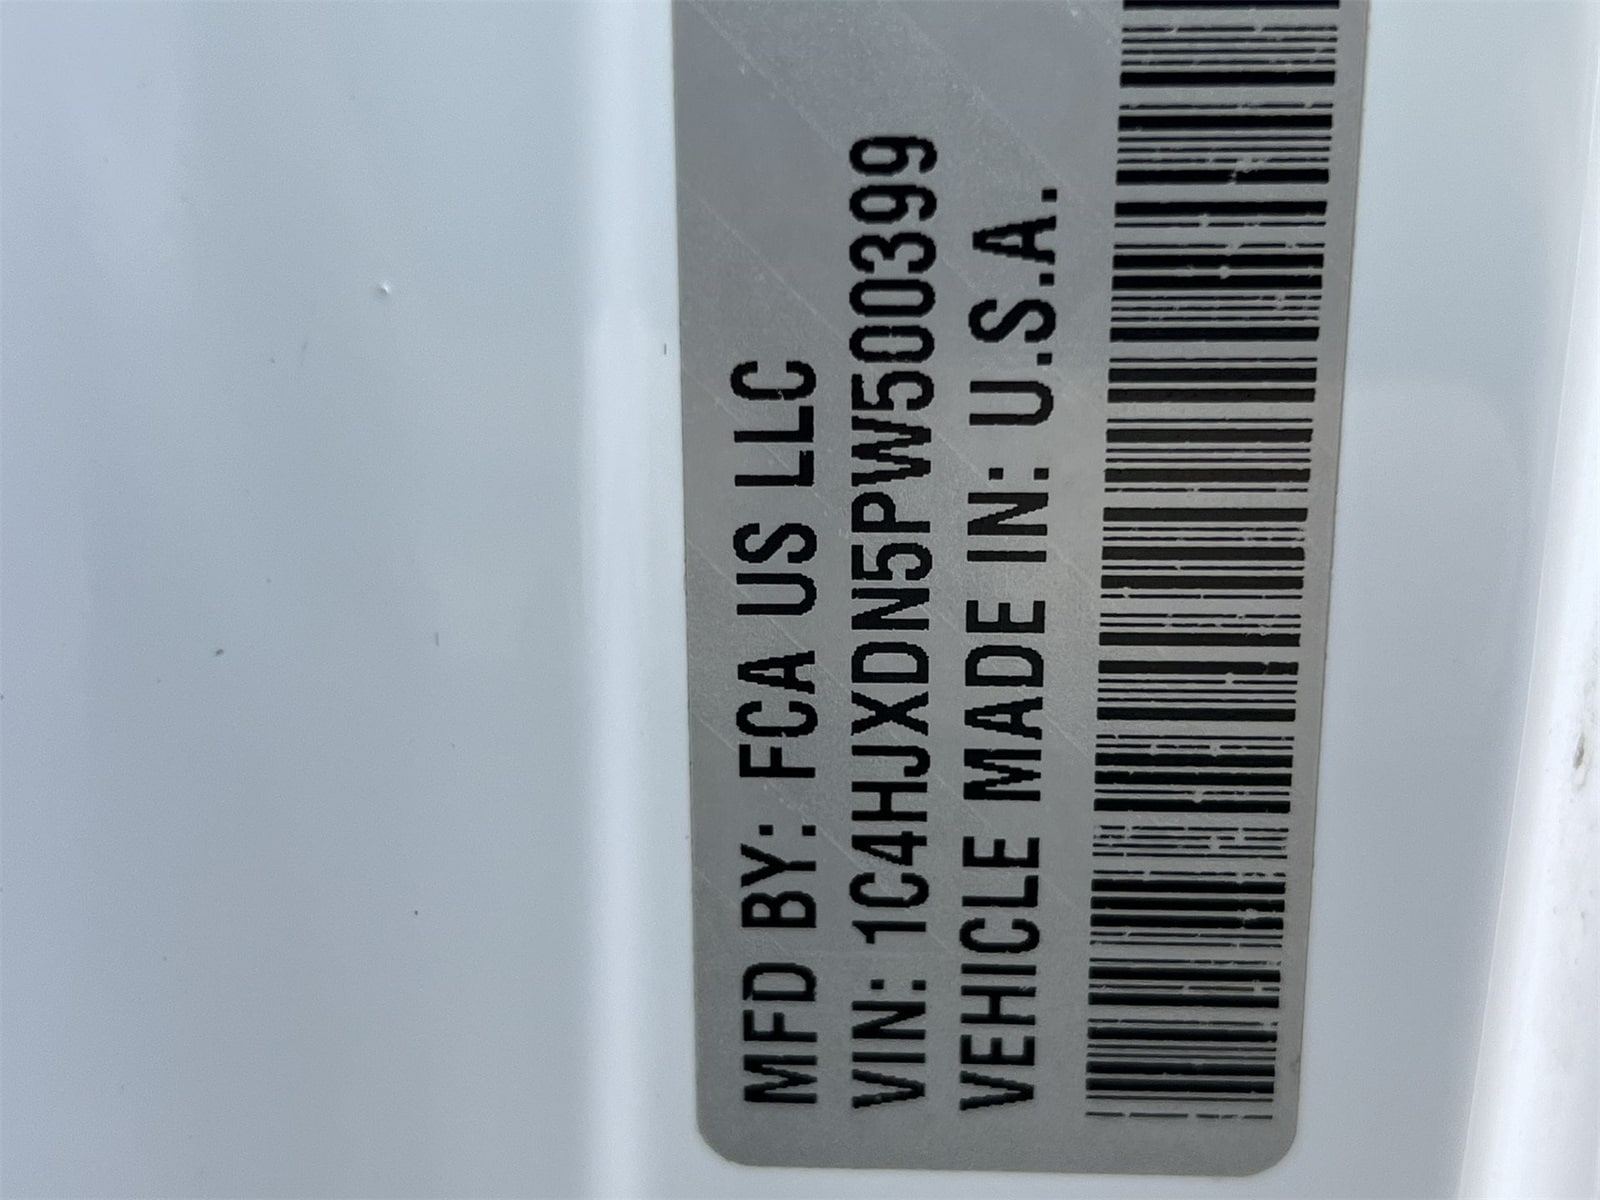 MFD BY: FCA US LLC
VIN: 1C4HJXDN5PW500399
VEHICLE MADE IN: U.S.A.